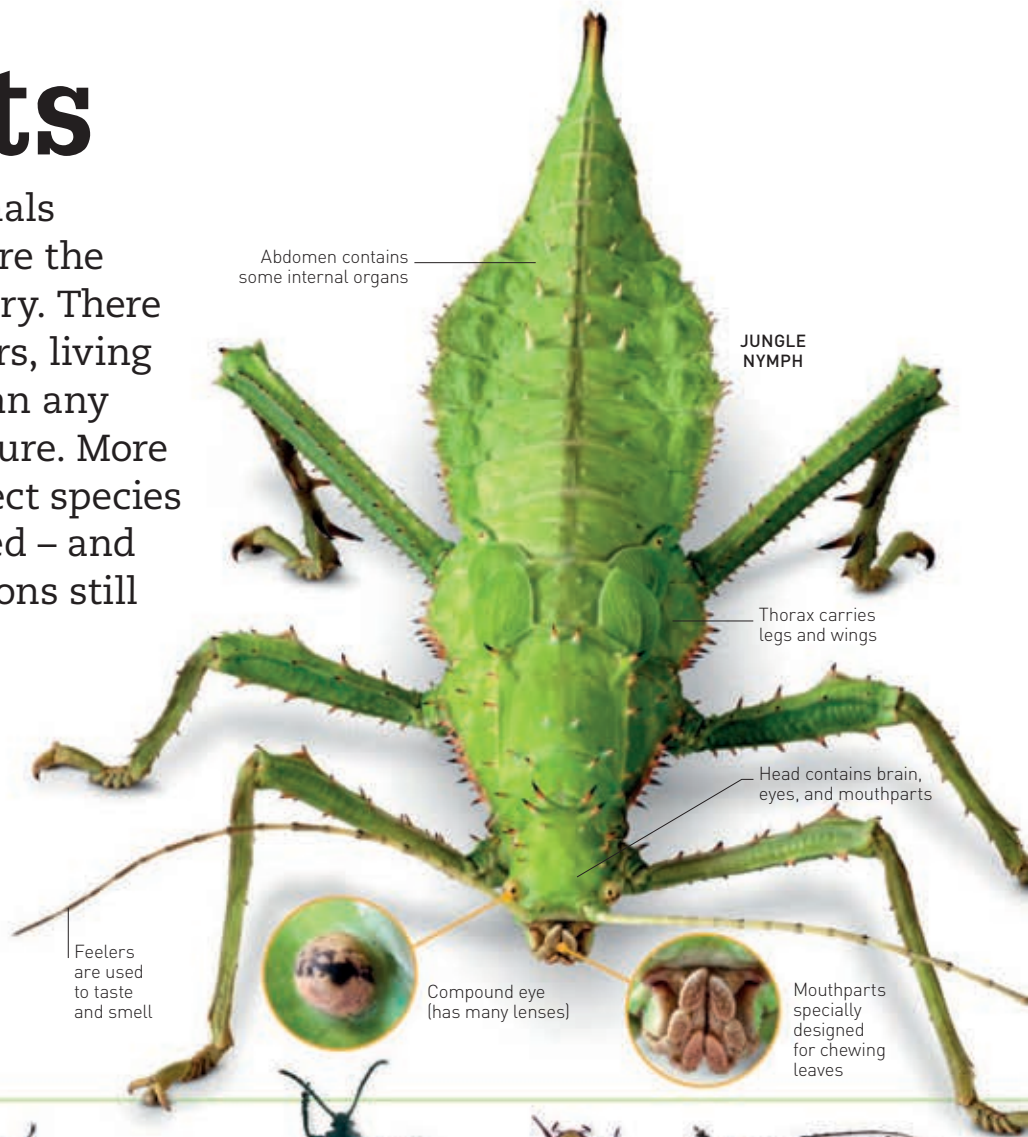 ts
als
re the
ry. There
rs, living
an any
ure. More
ect species
ed – and
ons still
Abdomen contains
some internal organs
JUNGLE
NYMPH
Thorax carries
legs and wings
Head contains brain,
eyes, and mouthparts
Feelers
are used
to taste
and smell
Compound eye
(has many lenses)
Mouthparts
specially
designed
for chewing
leaves